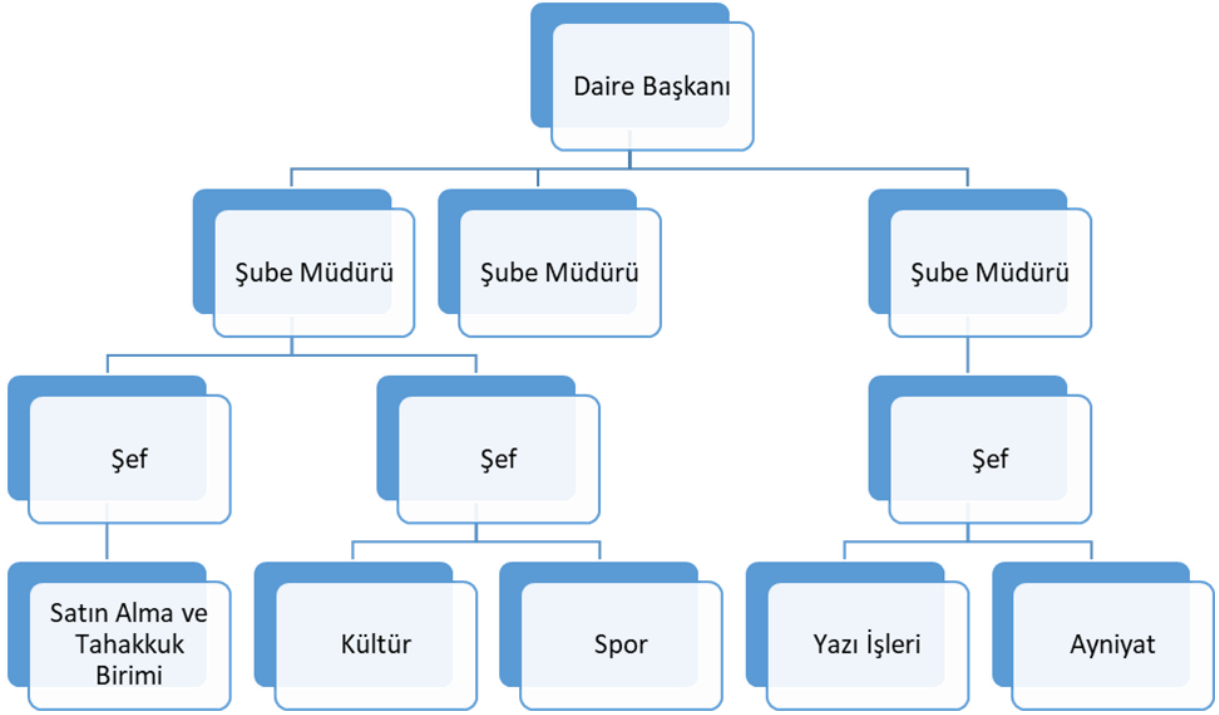 Daire Başkanı
Şube Müdürü
Şube Müdürü
Şube Müdürü
Şef
Şef
Şef
Satın Alma ve
Tahakkuk
Birimi
Kültür
Spor
Yazı İşleri
Ayniyat